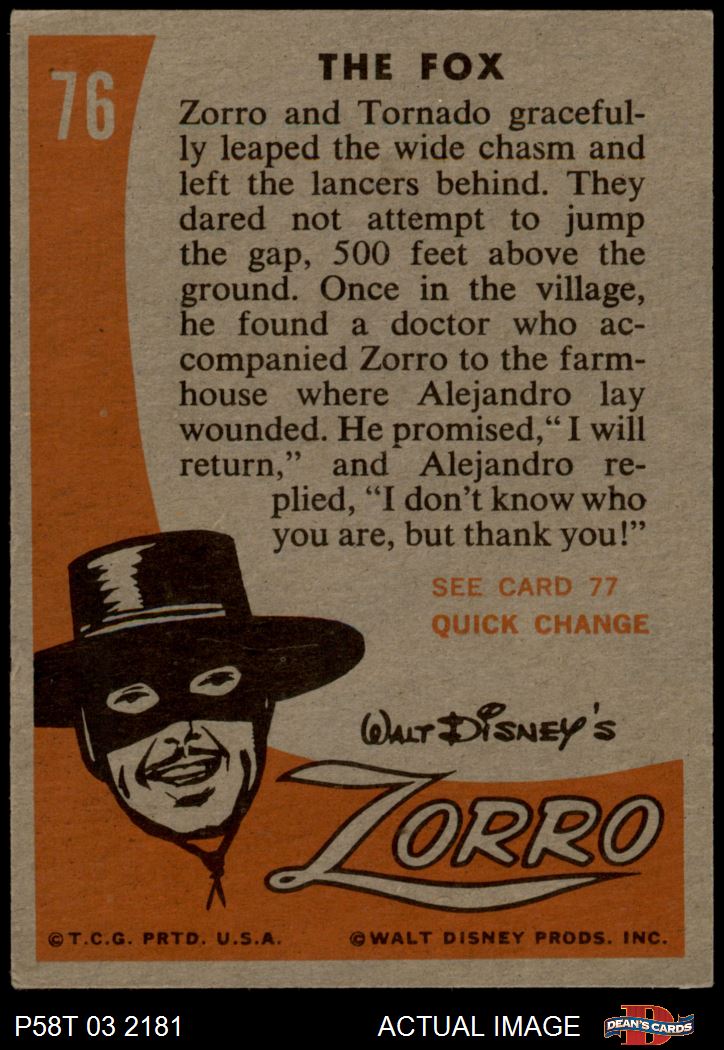 76
THE FOX
Zorro and Tornado graceful-
ly leaped the wide chasm and
left the lancers behind. They
dared not attempt to jump
the gap, 500 feet above the
ground. Once in the village,
he found a doctor who ac-
companied Zorro to the farm-
house where Alejandro lay
wounded. He promised,“ I will
return,” and Alejandro re-
plied, “I don’t know who
you are, but thank you!”
SEE CARD 77
QUICK CHANGE
WALT DISNEY’S
ZORRO
©T.C.G. PRTD. U.S.A. ©WALT DISNEY PRODS. INC.
P58T 03 2181 ACTUAL IMAGE D DEAN'S CARDS